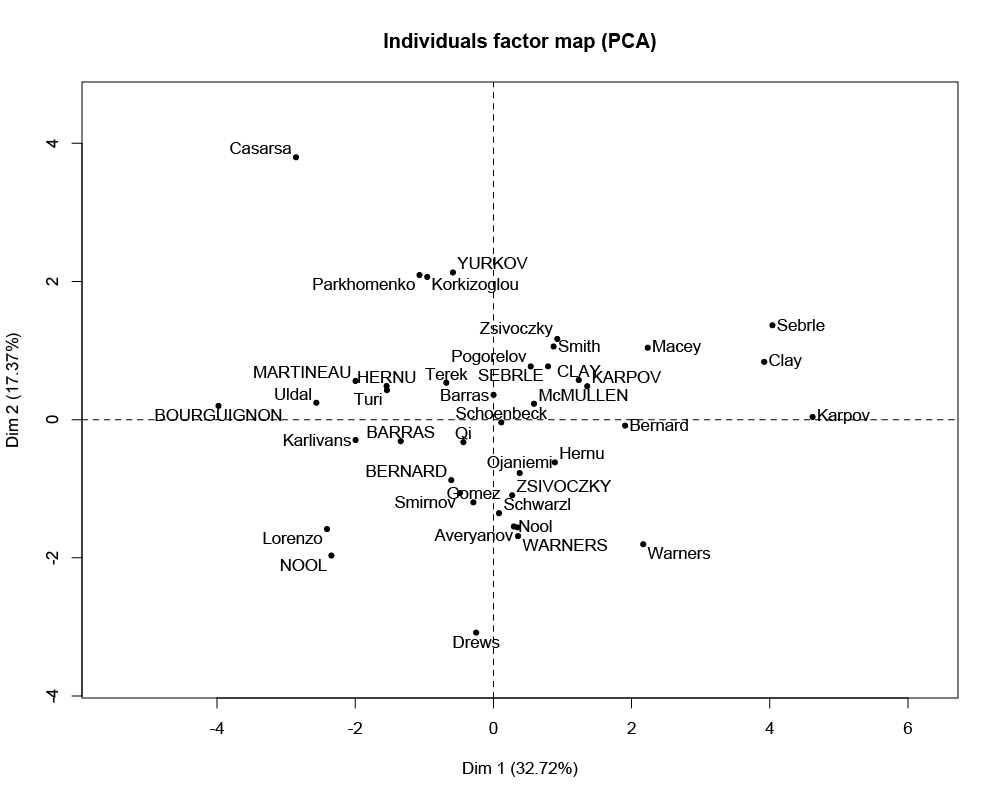 Individuals factor map (PCA)
Dim 2 (17.37%)
4
2
0
-2
-4
Casarsa
YURKOV
Parkhomenko
Korkizoglou
Zsivoczky
Sebrle
Smith
Macey
Pogorelov
Clay
MARTINEAU
HERNU
Terek
SEBRLE
CLAY
KARPOV
Uldal
Turi
Barras
McMULLEN
BOURGUIGNON
Schoenbeck
Karpov
Bernard
Karlivans
BARRAS
Qi
Hernu
Ojaniemi
BERNARD
ZSIVOCZKY
Gomez
Smirnov
Schwarzl
Nool
Lorenzo
Averyanov
WARNERS
Warners
NOOL
Drews
-4
-2
0
2
4
6
Dim 1 (32.72%)